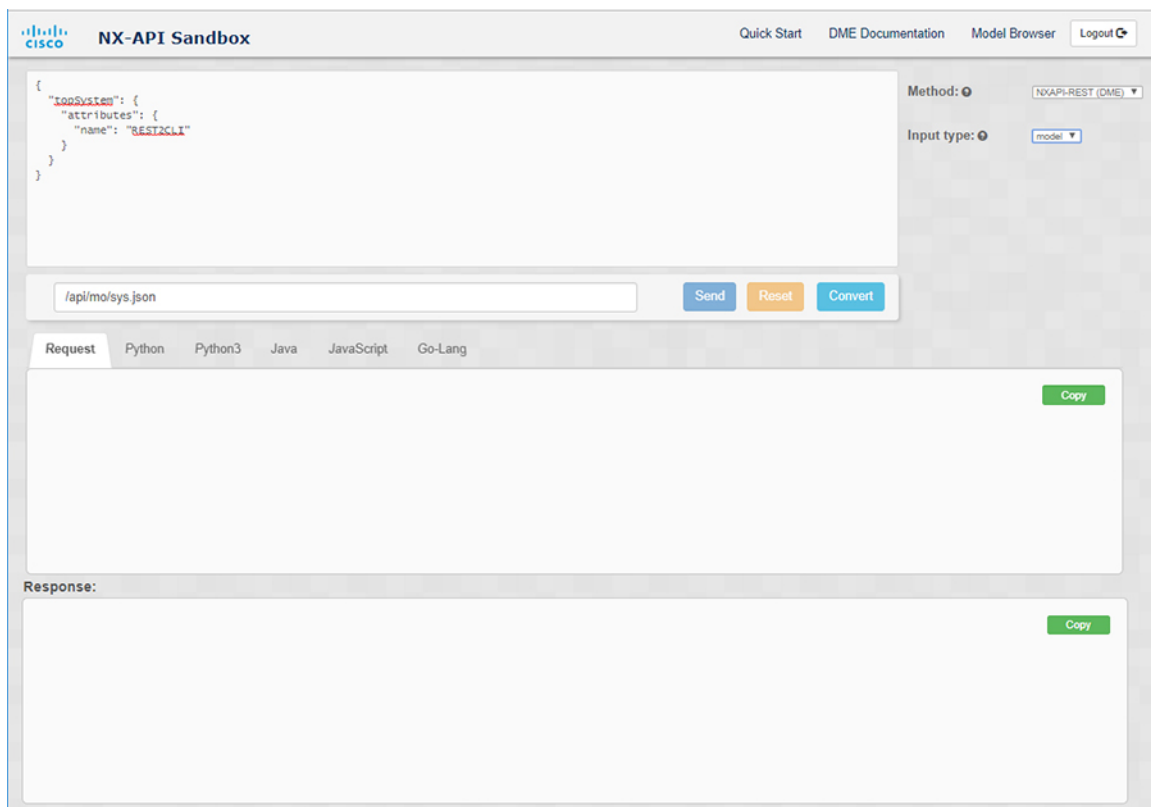 CISCO NX-API Sandbox Quick Start DME Documentation Model Browser Logout
{
"topSystem": {
"attributes": {
"name": "REST2CLI"
}
}
}
Method:
NXAPI-REST (DME)
Input type:
model
/api/mo/sys.json Send Reset Convert
Request Python Python3 Java JavaScript Go-Lang
Copy
Response:
Copy